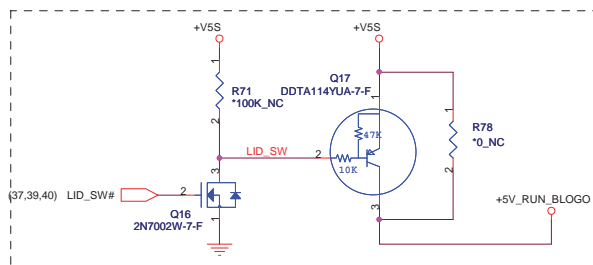 +V5S
+V5S
1
Q17
DDTA114YUA-7-F
R71
*100K_NC
1
1
2
47K
R78
*0_NC
LID_SW
2
3
10K
2
(37,39,40) LID_SW#
2
Q16
2N7002W-7-F
1
3
+5V_RUN_BLOGO